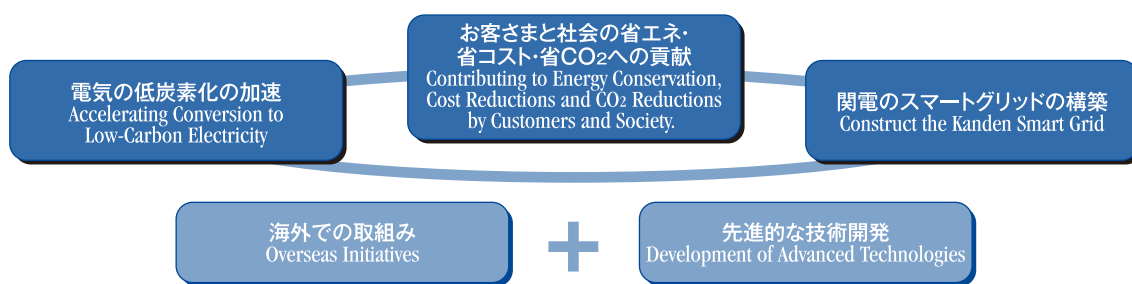 電気の低炭素化の加速
Accelerating Conversion to
Low-Carbon Electricity
お客さまと社会の省エネ・
省コスト・省CO₂への貢献
Contributing to Energy Conservation,
Cost Reductions and CO₂ Reductions
by Customers and Society.
関電のスマートグリッドの構築
Construct the Kanden Smart Grid
海外での取組み
Overseas Initiatives
+
先進的な技術開発
Development of Advanced Technologies